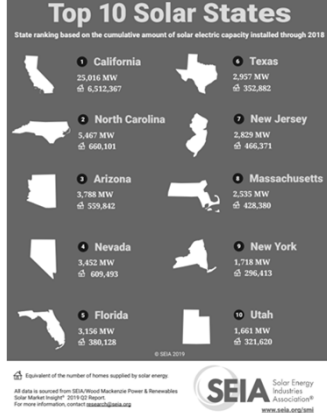 Top 10 Solar States
State ranking based on the cumulative amount of solar electric capacity installed through 2018
1 California
25,016 MW
6,512,367
2 North Carolina
5,467 MW
660,101
3 Arizona
3,788 MW
559,842
4 Nevada
3,452 MW
609,493
5 Florida
3,156 MW
380,128
6 Texas
2,957 MW
352,882
7 New Jersey
2,829 MW
466,371
8 Massachusetts
2,535 MW
428,380
9 New York
1,718 MW
296,413
10 Utah
1,661 MW
321,620
© SEIA 2019
Equivalent of the number of homes supplied by solar energy.
All data is sourced from SEIA/Wood Mackenzie Power & Renewables
Solar Market Insight® 2019 Q2 Report.
For more information, contact research@seia.org
SEIA Solar Energy
Industries
Association®
www.seia.org/smi